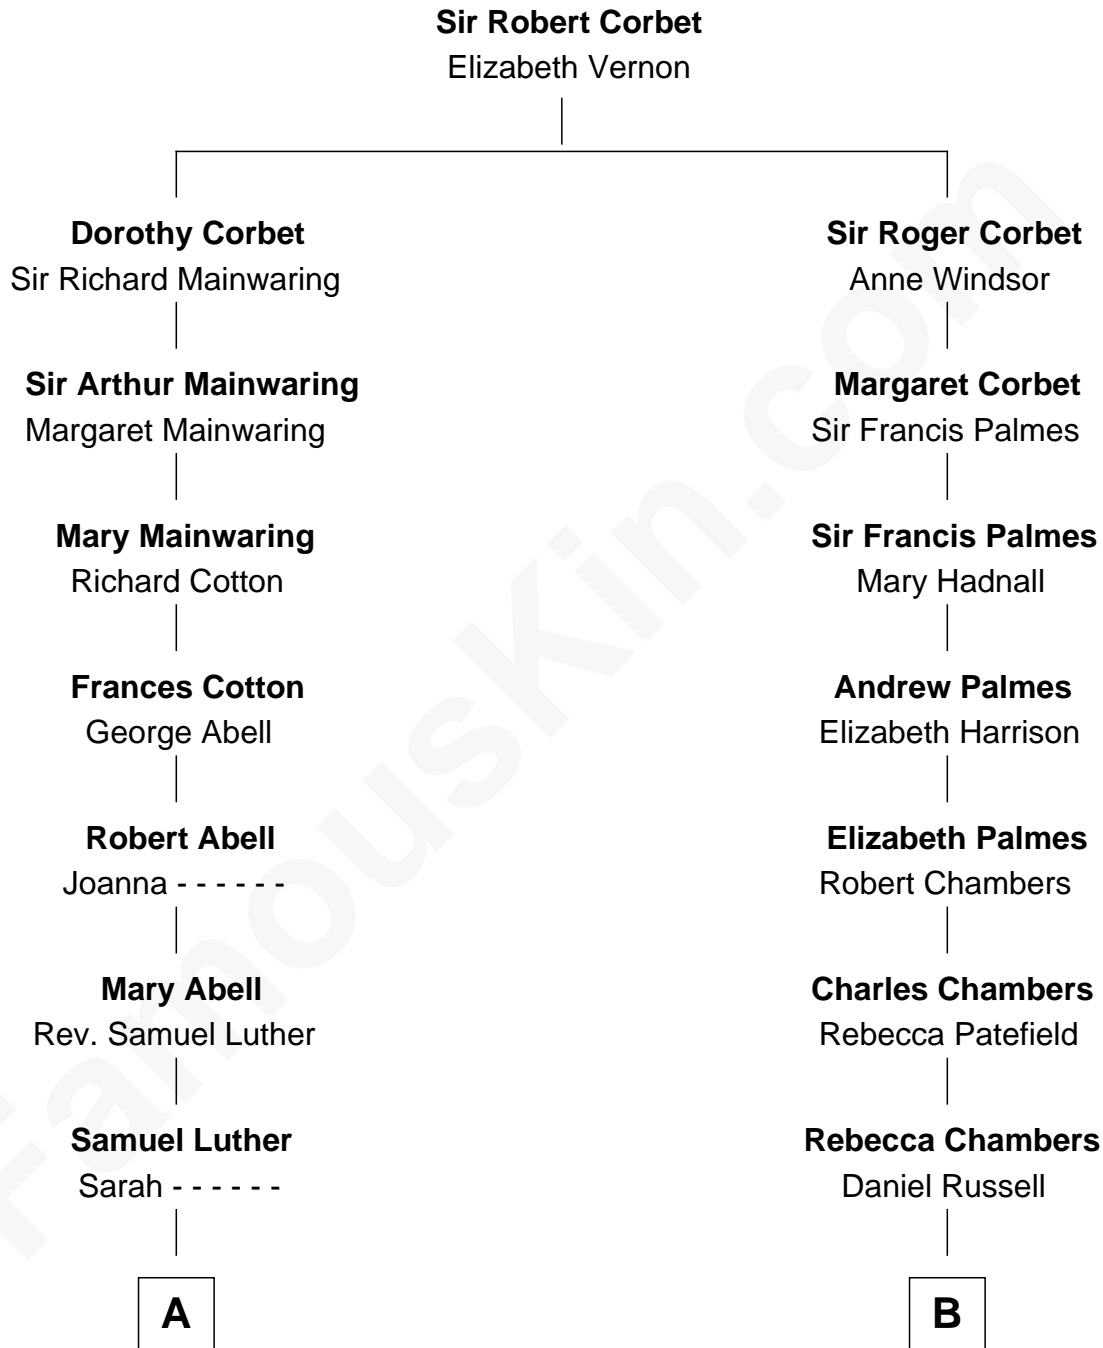 Sir Robert Corbet
Elizabeth Vernon
Dorothy Corbet
Sir Richard Mainwaring
Sir Roger Corbet
Anne Windsor
Sir Arthur Mainwaring
Margaret Mainwaring
Margaret Corbet
Sir Francis Palmes
Mary Mainwaring
Richard Cotton
Sir Francis Palmes
Mary Hadnall
Frances Cotton
George Abell
Andrew Palmes
Elizabeth Harrison
Robert Abell
Joanna - - - - - -
Elizabeth Palmes
Robert Chambers
Mary Abell
Rev. Samuel Luther
Charles Chambers
Rebecca Patefield
Samuel Luther
Sarah - - - - - -
Rebecca Chambers
Daniel Russell
A
B
FamousKin.com